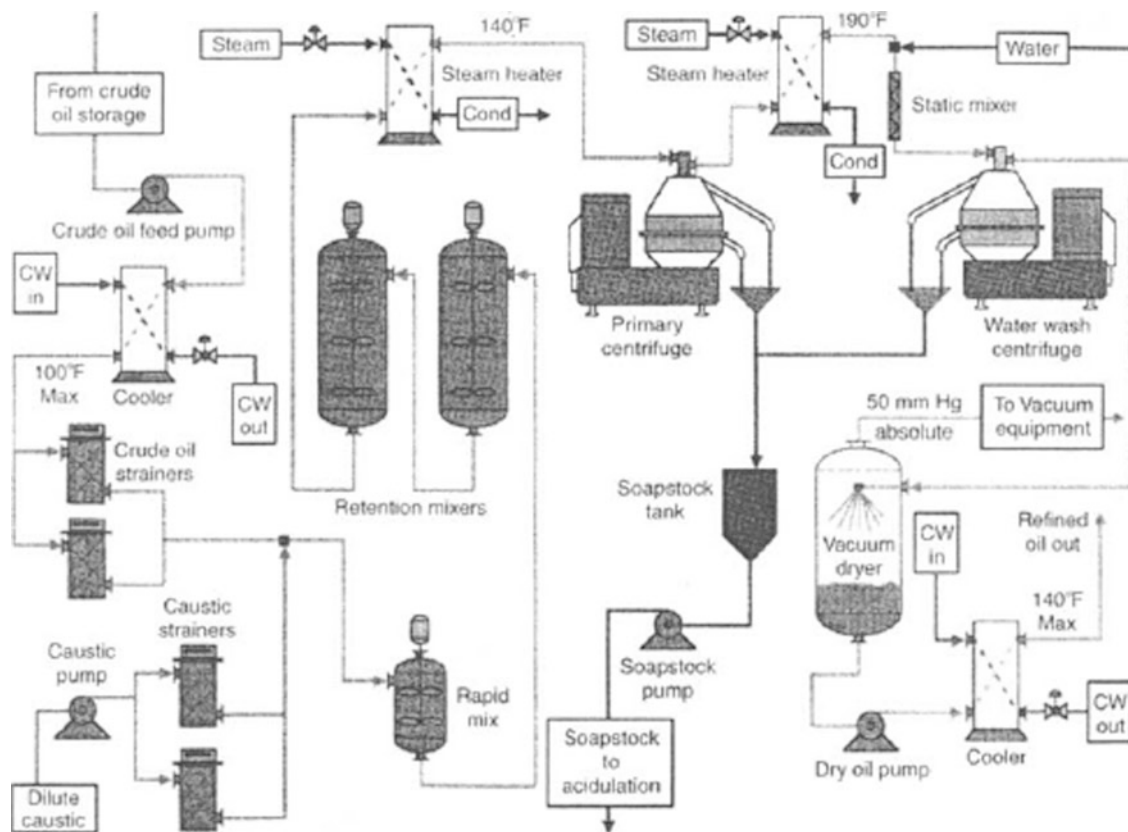 Steam
140°F
Steam heater
Cond
From crude
oil storage
Crude oil feed pump
CW
in
100°F
Max
Cooler
CW
out
Crude oil
strainers
Retention mixers
Caustic
strainers
Caustic
pump
Dilute
caustic
Rapid
mix
Steam
190°F
Steam heater
Water
Static mixer
Cond
Primary
centrifuge
Water wash
centrifuge
50 mm Hg
absolute
To Vacuum
equipment
Soapstock
tank
Vacuum
dryer
CW
in
Refined
oil out
140°F
Max
Soapstock
pump
Soapstock
to
acidulation
Dry oil pump
Cooler
CW
out